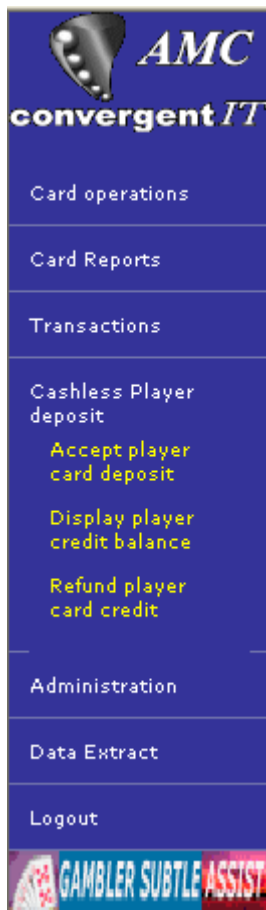 AMC
convergent IT
Card operations
Card Reports
Transactions
Cashless Player
deposit
Accept player
card deposit
Display player
credit balance
Refund player
card credit
Administration
Data Extract
Logout
GAMBLER SUBTLE ASSIST